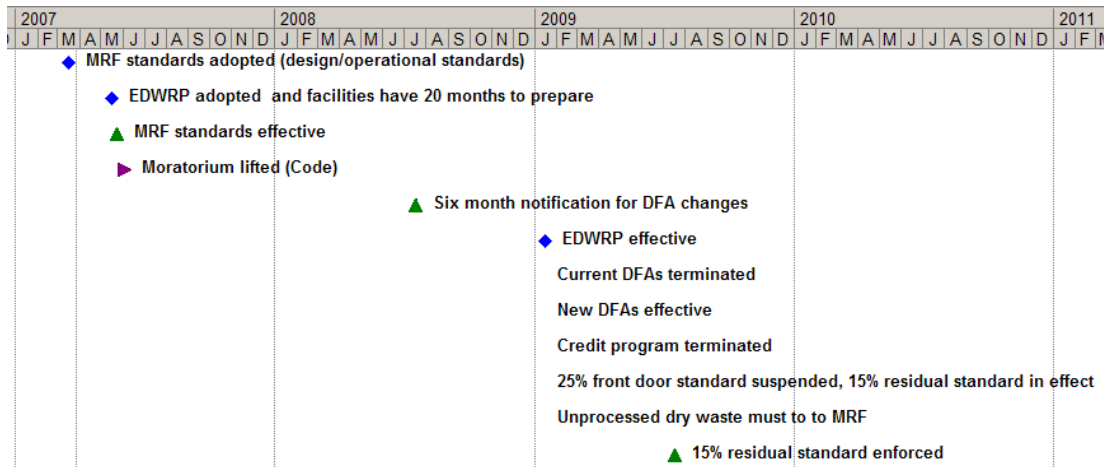 2007 2008 2009 2010 2011
J F M A M J J A S O N D J F M A M J J A S O N D J F M A M J J A S O N D J F M A M J J A S O N D J F
MRF standards adopted (design/operational standards)
EDWRP adopted and facilities have 20 months to prepare
MRF standards effective
Moratorium lifted (Code)
Six month notification for DFA changes
EDWRP effective
Current DFAs terminated
New DFAs effective
Credit program terminated
25% front door standard suspended, 15% residual standard in effect
Unprocessed dry waste must to to MRF
15% residual standard enforced